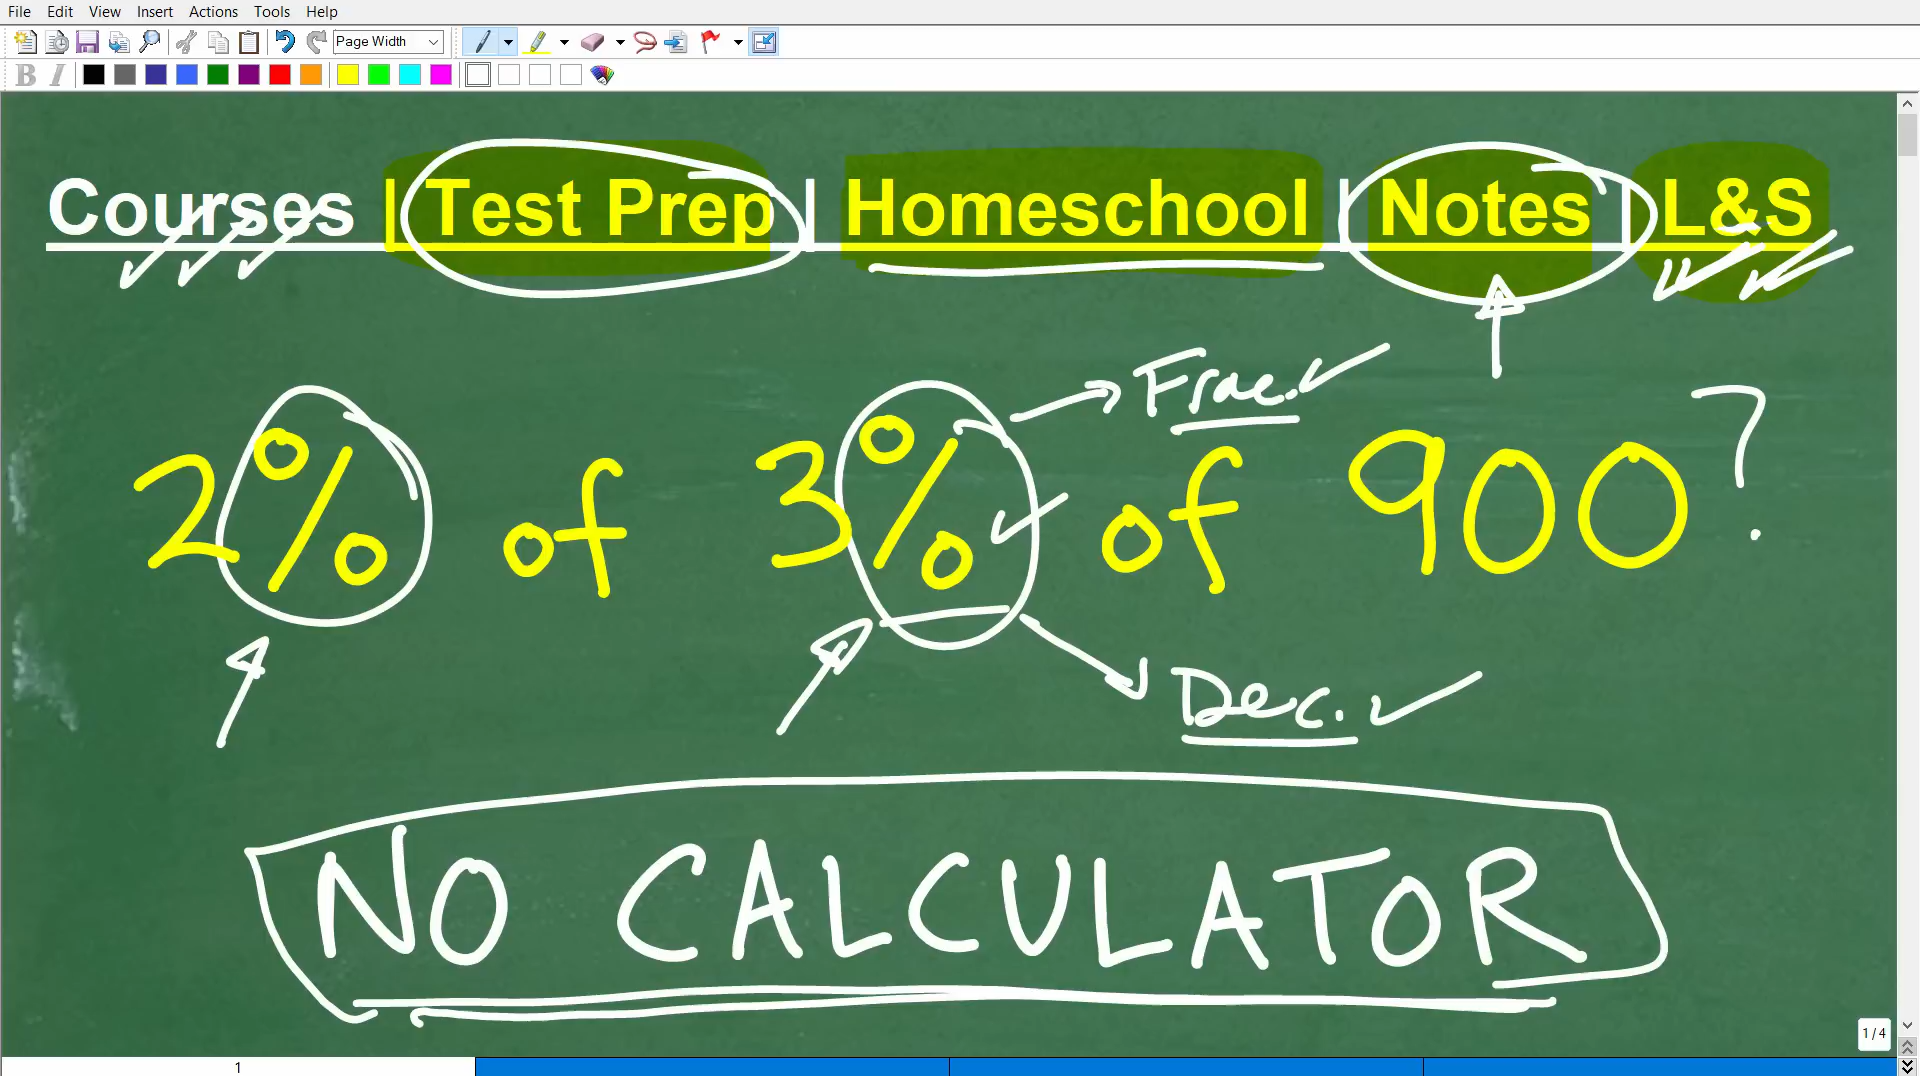 File Edit View Insert Actions Tools Help
Page Width
B I
Courses | Test Prep | Homeschool | Notes | L&S
Frac.
2% of 3% of 900?
Dec.
NO CALCULATOR
1 / 4
1